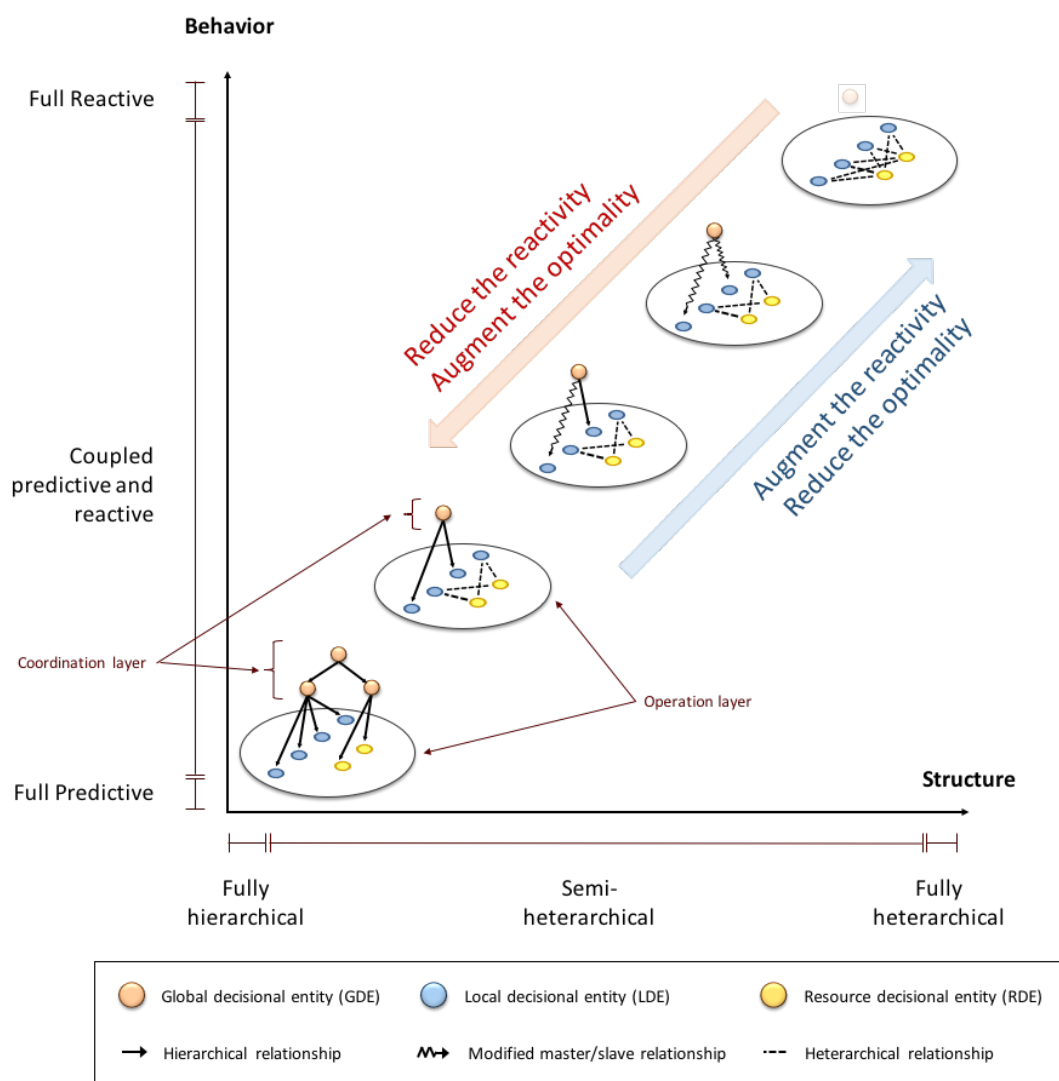 Behavior
Full Reactive
Reduce the reactivity
Augment the optimality
Augment the reactivity
Reduce the optimality
Coupled
predictive and
reactive
Coordination layer
Operation layer
Full Predictive
Structure
Fully
hierarchical
Semi-
heterarchical
Fully
heterarchical
Global decisional entity (GDE)
Local decisional entity (LDE)
Resource decisional entity (RDE)
Hierarchical relationship
Modified master/slave relationship
Heterarchical relationship